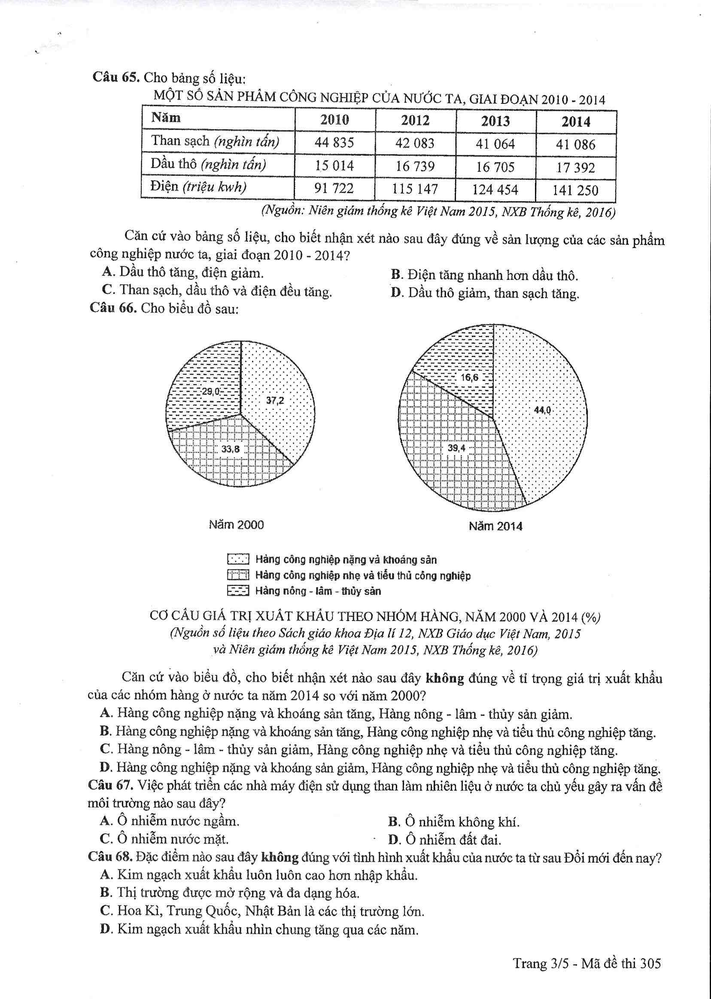 Câu 65. Cho bảng số liệu:
MỘT SỐ SẢN PHẨM CÔNG NGHIỆP CỦA NƯỚC TA, GIAI ĐOẠN 2010 - 2014
Năm 2010 2012 2013 2014
Than sạch (nghìn tấn) 44 835 42 083 41 064 41 086
Dầu thô (nghìn tấn) 15 014 16 739 16 705 17 392
Điện (triệu kwh) 91 722 115 147 124 454 141 250
(Nguồn: Niên giám thống kê Việt Nam 2015, NXB Thống kê, 2016)
Căn cứ vào bảng số liệu, cho biết nhận xét nào sau đây đúng về sản lượng của các sản phẩm
công nghiệp nước ta, giai đoạn 2010 - 2014?
A. Dầu thô tăng, điện giảm. B. Điện tăng nhanh hơn dầu thô.
C. Than sạch, dầu thô và điện đều tăng. D. Dầu thô giảm, than sạch tăng.
Câu 66. Cho biểu đồ sau:
29,0 37,2 33,8
16,6 44,0 39,4
Năm 2000 Năm 2014
Hàng công nghiệp nặng và khoáng sản
Hàng công nghiệp nhẹ và tiểu thủ công nghiệp
Hàng nông - lâm - thủy sản
CƠ CẤU GIÁ TRỊ XUẤT KHẨU THEO NHÓM HÀNG, NĂM 2000 VÀ 2014 (%)
(Nguồn số liệu theo Sách giáo khoa Địa lí 12, NXB Giáo dục Việt Nam, 2015
và Niên giám thống kê Việt Nam 2015, NXB Thống kê, 2016)
Căn cứ vào biểu đồ, cho biết nhận xét nào sau đây không đúng về tỉ trọng giá trị xuất khẩu
của các nhóm hàng ở nước ta năm 2014 so với năm 2000?
A. Hàng công nghiệp nặng và khoáng sản tăng, Hàng nông - lâm - thủy sản giảm.
B. Hàng công nghiệp nặng và khoáng sản tăng, Hàng công nghiệp nhẹ và tiểu thủ công nghiệp tăng.
C. Hàng nông - lâm - thủy sản giảm, Hàng công nghiệp nhẹ và tiểu thủ công nghiệp tăng.
D. Hàng công nghiệp nặng và khoáng sản giảm, Hàng công nghiệp nhẹ và tiểu thủ công nghiệp tăng.
Câu 67. Việc phát triển các nhà máy điện sử dụng than làm nhiên liệu ở nước ta chủ yếu gây ra vấn đề
môi trường nào sau đây?
A. Ô nhiễm nước ngầm. B. Ô nhiễm không khí.
C. Ô nhiễm nước mặt. D. Ô nhiễm đất đai.
Câu 68. Đặc điểm nào sau đây không đúng với tình hình xuất khẩu của nước ta từ sau Đổi mới đến nay?
A. Kim ngạch xuất khẩu luôn luôn cao hơn nhập khẩu.
B. Thị trường được mở rộng và đa dạng hóa.
C. Hoa Kì, Trung Quốc, Nhật Bản là các thị trường lớn.
D. Kim ngạch xuất khẩu nhìn chung tăng qua các năm.
Trang 3/5 - Mã đề thi 305